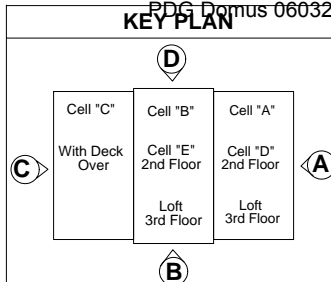 PDG Domus 06032
KEY PLAN
D
Cell "C"
With Deck
Over
Cell "B"
Cell "E"
2nd Floor
Loft
3rd Floor
Cell "A"
Cell "D"
2nd Floor
Loft
3rd Floor
C
A
B